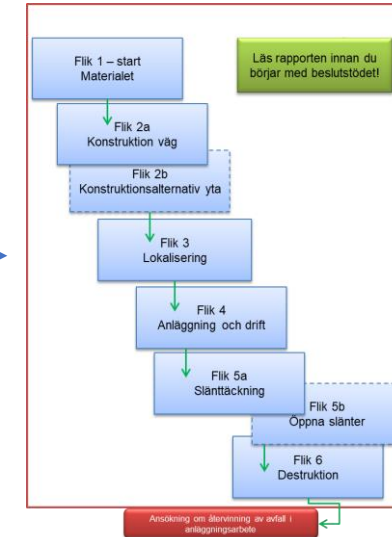 Flik 1 – start
Materialet
Läs rapporten innan du
börjar med beslutstödet!
Flik 2a
Konstruktion väg
Flik 2b
Konstruktionsalternativ yta
Flik 3
Lokalisering
Flik 4
Anläggning och drift
Flik 5a
Slänttäckning
Flik 5b
Öppna slänter
Flik 6
Destruktion
Ansökning om återvinning av avfall i
anläggningsarbete